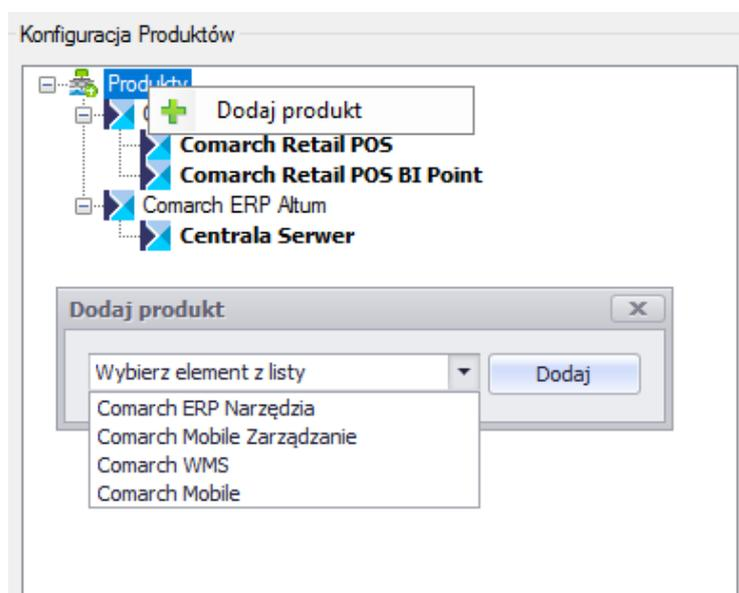 Konfiguracja Produktów
Produkty
Dodaj produkt
Comarch Retail POS
Comarch Retail POS BI Point
Comarch ERP Altum
Centrala Serwer
Dodaj produkt
Wybierz element z listy
Dodaj
Comarch ERP Narzędzia
Comarch Mobile Zarządzanie
Comarch WMS
Comarch Mobile